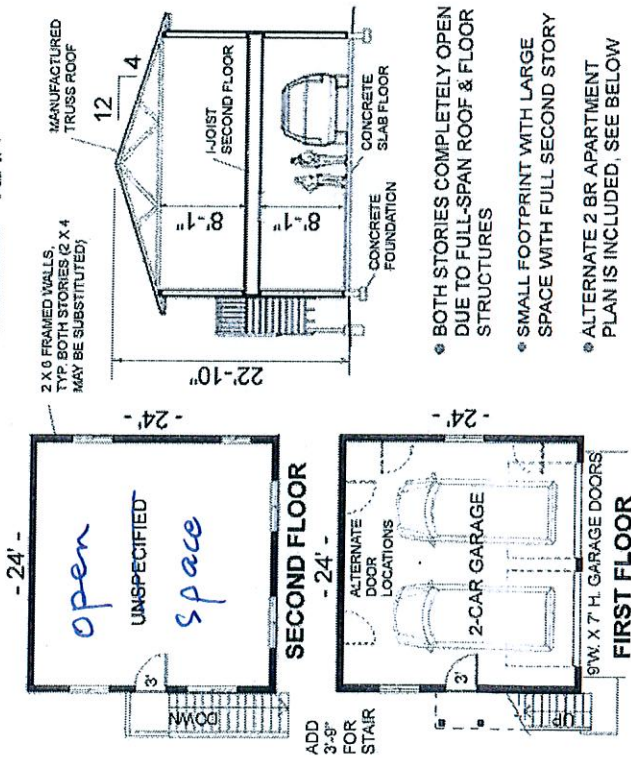 2 X 6 FRAMED WALLS,
TYP. BOTH STORIES (2 X 4
MAY BE SUBSTITUTED)
MANUFACTURED
TRUSS ROOF
12
4
22'-10"
8'-1"
8'-1"
I-JOIST
SECOND FLOOR
CONCRETE
FOUNDATION
CONCRETE
SLAB FLOOR
- 24' -
- 24' -
open
UNSPECIFIED
space
3'
DOWN
SECOND FLOOR
ADD
3'-9"
FOR
STAIR
- 24' -
- 24' -
ALTERNATE
DOOR
LOCATIONS
2-CAR GARAGE
3'
UP
9'W. X 7' H. GARAGE DOORS
FIRST FLOOR
BOTH STORIES COMPLETELY OPEN
DUE TO FULL-SPAN ROOF & FLOOR
STRUCTURES
SMALL FOOTPRINT WITH LARGE
SPACE WITH FULL SECOND STORY
ALTERNATE 2 BR APARTMENT
PLAN IS INCLUDED, SEE BELOW